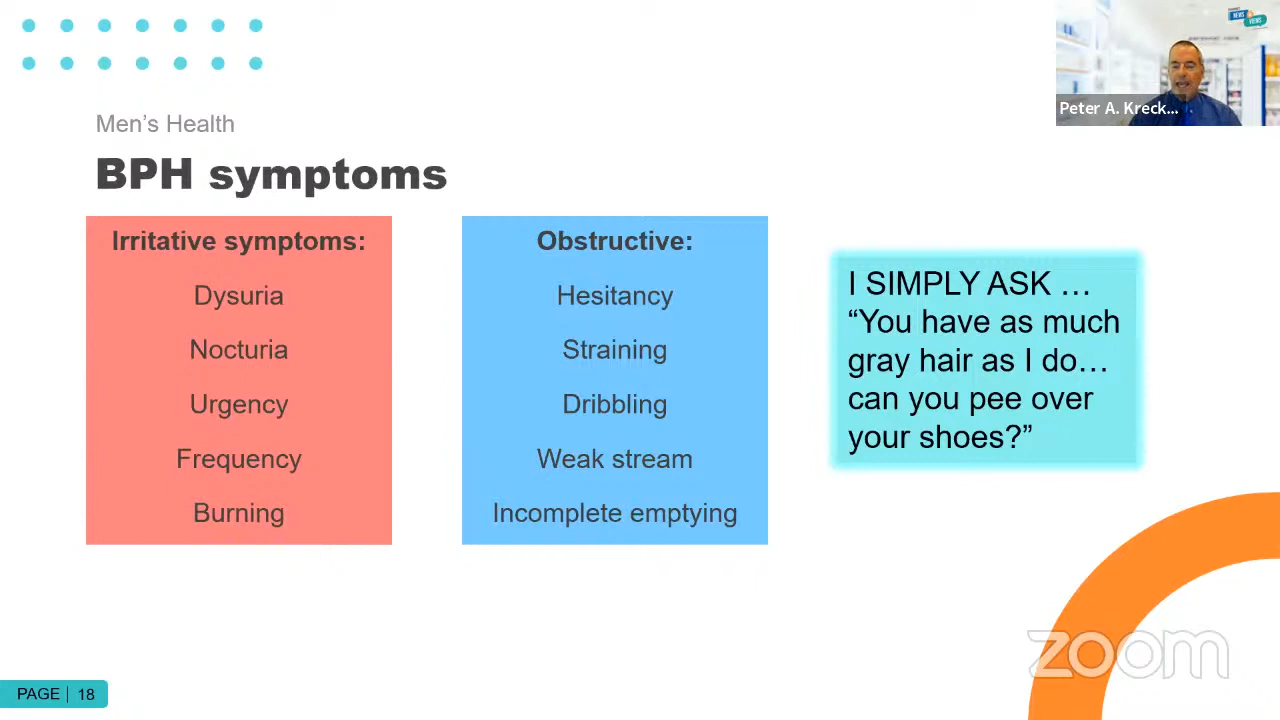 Men's Health
BPH symptoms
Irritative symptoms:
Dysuria
Nocturia
Urgency
Frequency
Burning
Obstructive:
Hesitancy
Straining
Dribbling
Weak stream
Incomplete emptying
I SIMPLY ASK …
“You have as much
gray hair as I do…
can you pee over
your shoes?”
NEWS
VIEWS
Peter A. Kreck...
zoom
PAGE | 18